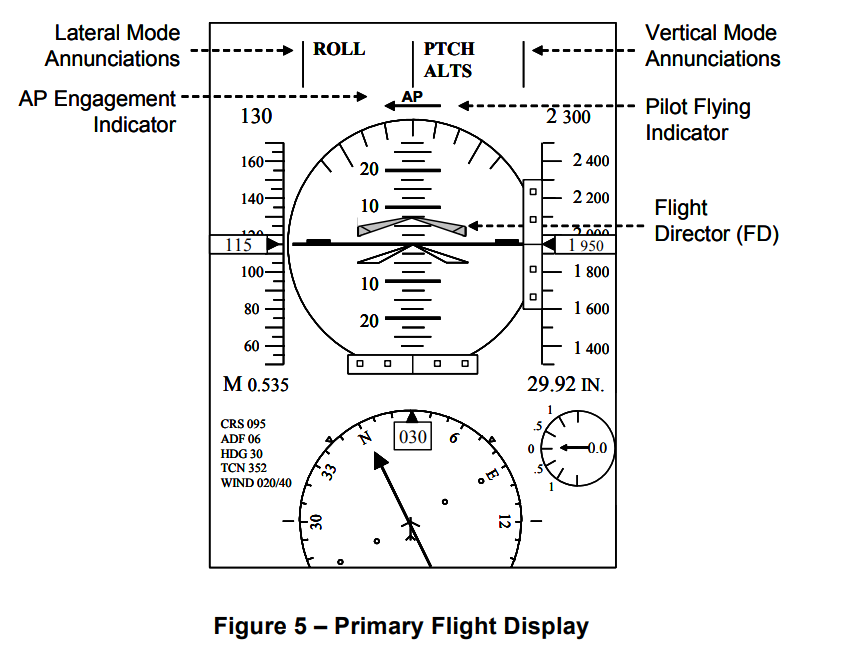 Lateral Mode
Annunciations
ROLL
PTCH
ALTS
Vertical Mode
Annunciations
AP Engagement
Indicator
AP
Pilot Flying
Indicator
130
2 300
160
140
120
115
100
80
60
20
10
10
20
2 400
2 200
2 000
1 950
1 800
1 600
1 400
Flight
Director (FD)
M 0.535
29.92 IN.
CRS 095
ADF 06
HDG 30
TCN 352
WIND 020/40
030
N
6
33
E
30
12
1
.5
0
0.0
.5
1
Figure 5 – Primary Flight Display